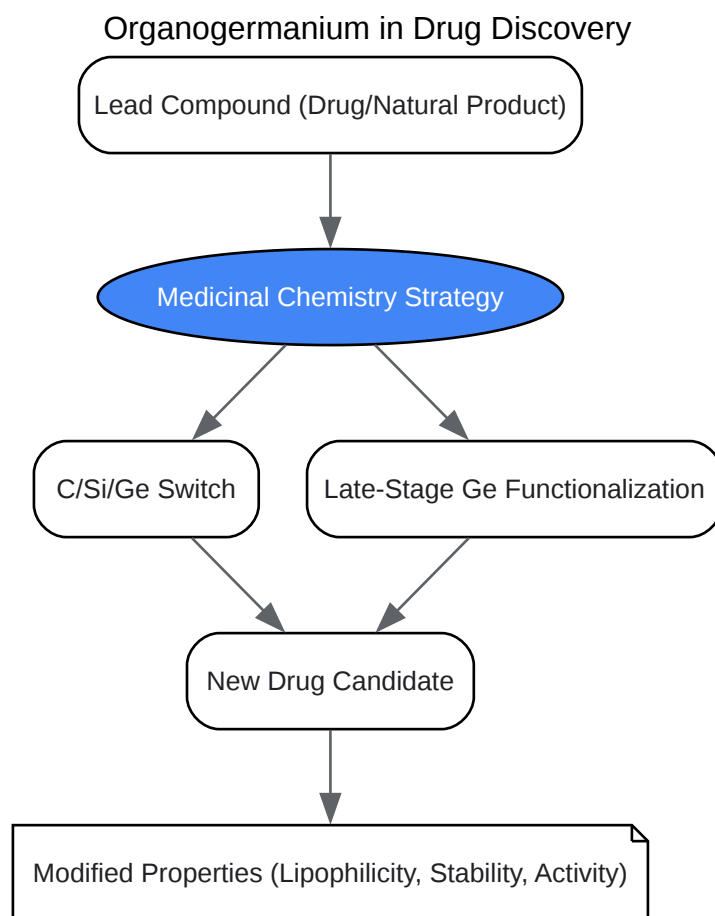 Organogermanium in Drug Discovery
Lead Compound (Drug/Natural Product)
Medicinal Chemistry Strategy
C/Si/Ge Switch
Late-Stage Ge Functionalization
New Drug Candidate
Modified Properties (Lipophilicity, Stability, Activity)